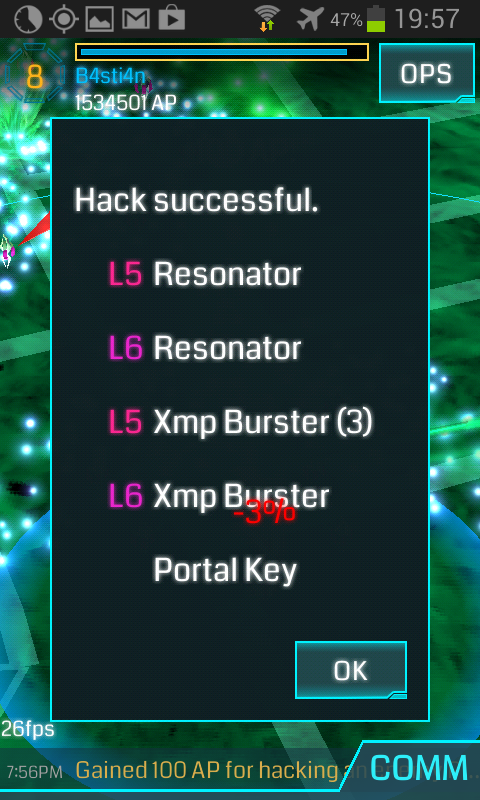 47% 19:57
8
B4sti4n
1534501 AP
OPS
Hack successful.
L5 Resonator
L6 Resonator
L5 Xmp Burster (3)
L6 Xmp Burster
-3%
Portal Key
OK
26fps
7:56PM Gained 100 AP for hacking an
COMM